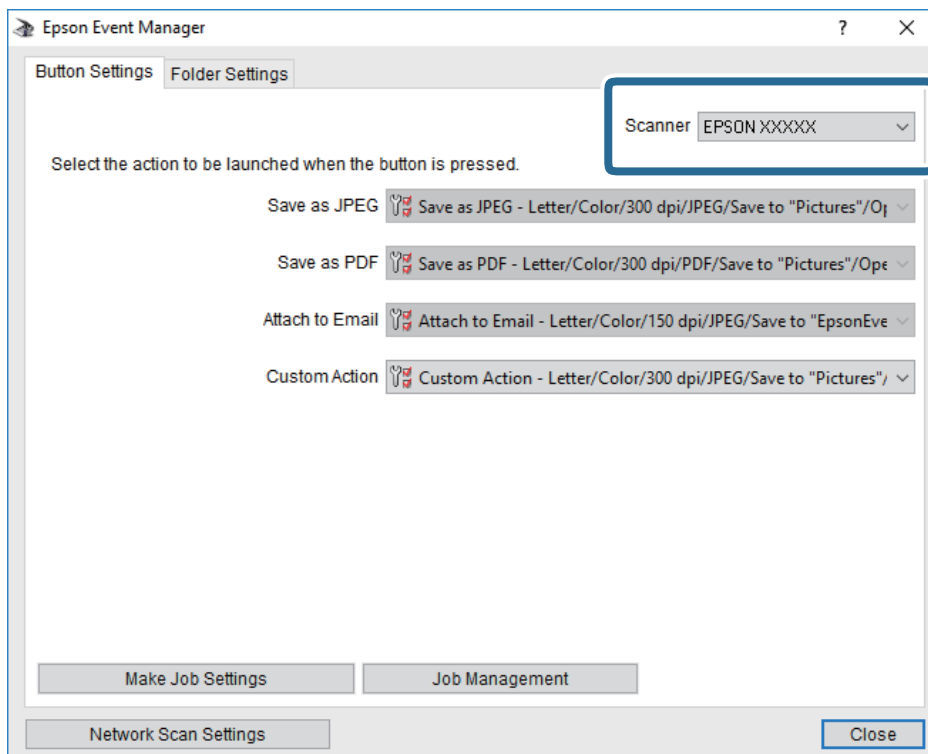 Epson Event Manager
Button Settings Folder Settings
Scanner EPSON XXXXX
Select the action to be launched when the button is pressed.
Save as JPEG Save as JPEG - Letter/Color/300 dpi/JPEG/Save to "Pictures"/Op
Save as PDF Save as PDF - Letter/Color/300 dpi/PDF/Save to "Pictures"/Ope
Attach to Email Attach to Email - Letter/Color/150 dpi/JPEG/Save to "EpsonEve
Custom Action Custom Action - Letter/Color/300 dpi/JPEG/Save to "Pictures"/
Make Job Settings Job Management
Network Scan Settings Close